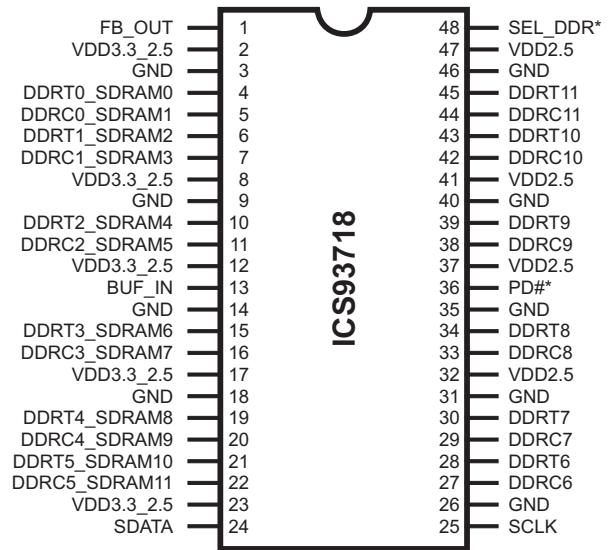 FB_OUT 1 48 SEL_DDR*
VDD3.3_2.5 2 47 VDD2.5
GND 3 46 GND
DDRT0_SDRAM0 4 45 DDRT11
DDRC0_SDRAM1 5 44 DDRC11
DDRT1_SDRAM2 6 43 DDRT10
DDRC1_SDRAM3 7 42 DDRC10
VDD3.3_2.5 8 41 VDD2.5
GND 9 40 GND
DDRT2_SDRAM4 10 39 DDRT9
DDRC2_SDRAM5 11 38 DDRC9
VDD3.3_2.5 12 37 VDD2.5
BUF_IN 13 36 PD#*
GND 14 35 GND
DDRT3_SDRAM6 15 34 DDRT8
DDRC3_SDRAM7 16 33 DDRC8
VDD3.3_2.5 17 32 VDD2.5
GND 18 31 GND
DDRT4_SDRAM8 19 30 DDRT7
DDRC4_SDRAM9 20 29 DDRC7
DDRT5_SDRAM10 21 28 DDRT6
DDRC5_SDRAM11 22 27 DDRC6
VDD3.3_2.5 23 26 GND
SDATA 24 25 SCLK
ICS93718